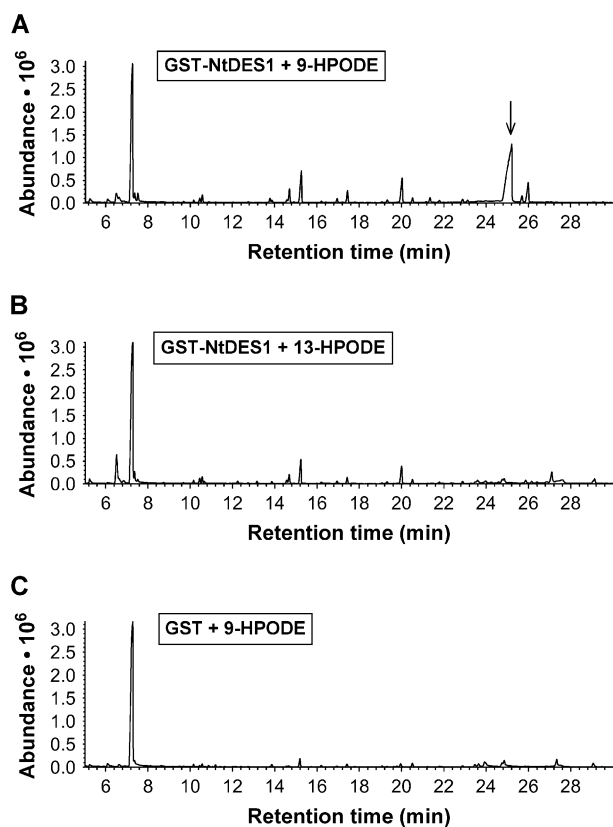 A
GST-NtDES1 + 9-HPODE
Abundance • 10⁶
3.0
2.5
2.0
1.5
1.0
0.5
0.0
6 8 10 12 14 16 18 20 22 24 26 28
Retention time (min)
B
GST-NtDES1 + 13-HPODE
Abundance • 10⁶
3.0
2.5
2.0
1.5
1.0
0.5
0.0
6 8 10 12 14 16 18 20 22 24 26 28
Retention time (min)
C
GST + 9-HPODE
Abundance • 10⁶
3.0
2.5
2.0
1.5
1.0
0.5
0.0
6 8 10 12 14 16 18 20 22 24 26 28
Retention time (min)